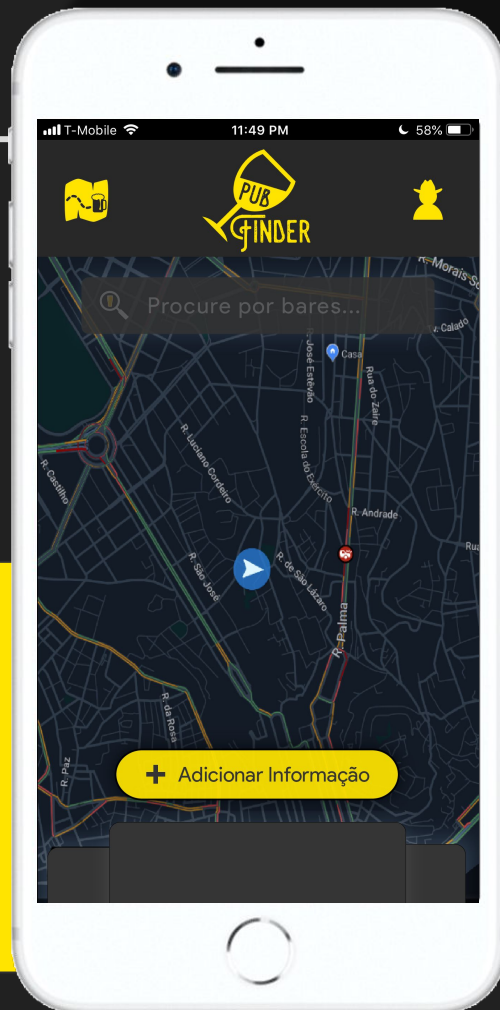 T-Mobile
11:49 PM
58%
PUB
FINDER
R. Morais So
Procure por bares...
R. Calado
R. José Estêvão
Casa
Rua do Zaire
R. Luciano Cordeiro
R. Escola do Exército
R. Castilho
R. Andrade
Rua
R. São José
R. de São Lázaro
R. Palma
R. da Rosa
R. Paz
+ Adicionar Informação